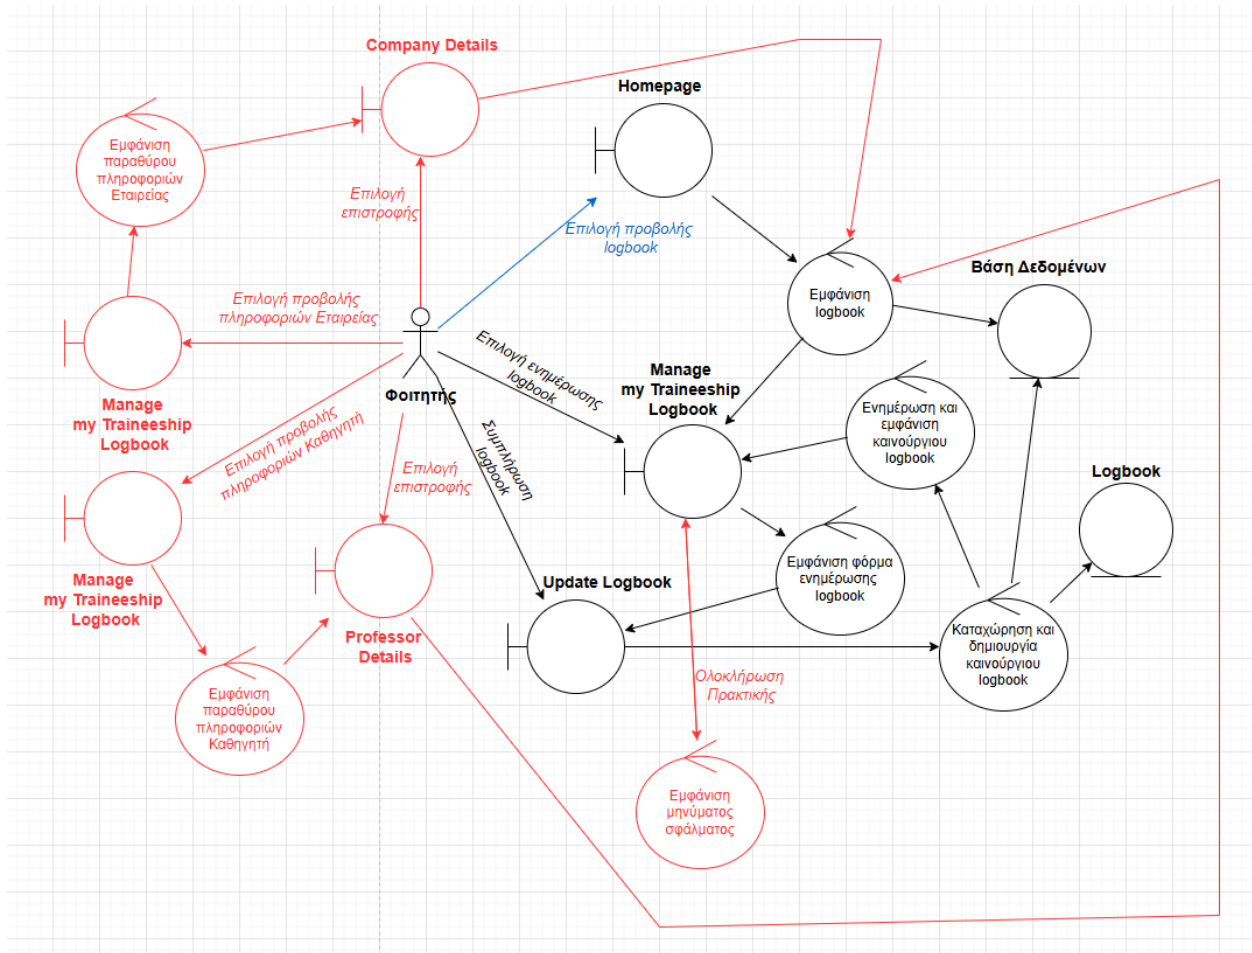 Company Details
Homepage
Εμφάνιση
παραθύρου
πληροφοριών
Εταιρείας
Επιλογή
επιστροφής
Επιλογή προβολής
logbook
Βάση Δεδομένων
Εμφάνιση
logbook
Επιλογή προβολής
πληροφοριών Εταιρείας
Επιλογή ενημέρωσης
logbook
Manage
my Traineeship
Logbook
Φοιτητής
Manage
my Traineeship
Logbook
Ενημέρωση και
εμφάνιση
καινούργιου
logbook
Επιλογή προβολής
πληροφοριών Καθηγητή
Συμπλήρωση
logbook
Επιλογή
επιστροφής
Logbook
Εμφάνιση φόρμα
ενημέρωσης
logbook
Manage
my Traineeship
Logbook
Update Logbook
Professor
Details
Καταχώρηση και
δημιουργία
καινούργιου
logbook
Εμφάνιση
παραθύρου
πληροφοριών
Καθηγητή
Ολοκλήρωση
Πρακτικής
Εμφάνιση
μηνύματος
σφάλματος